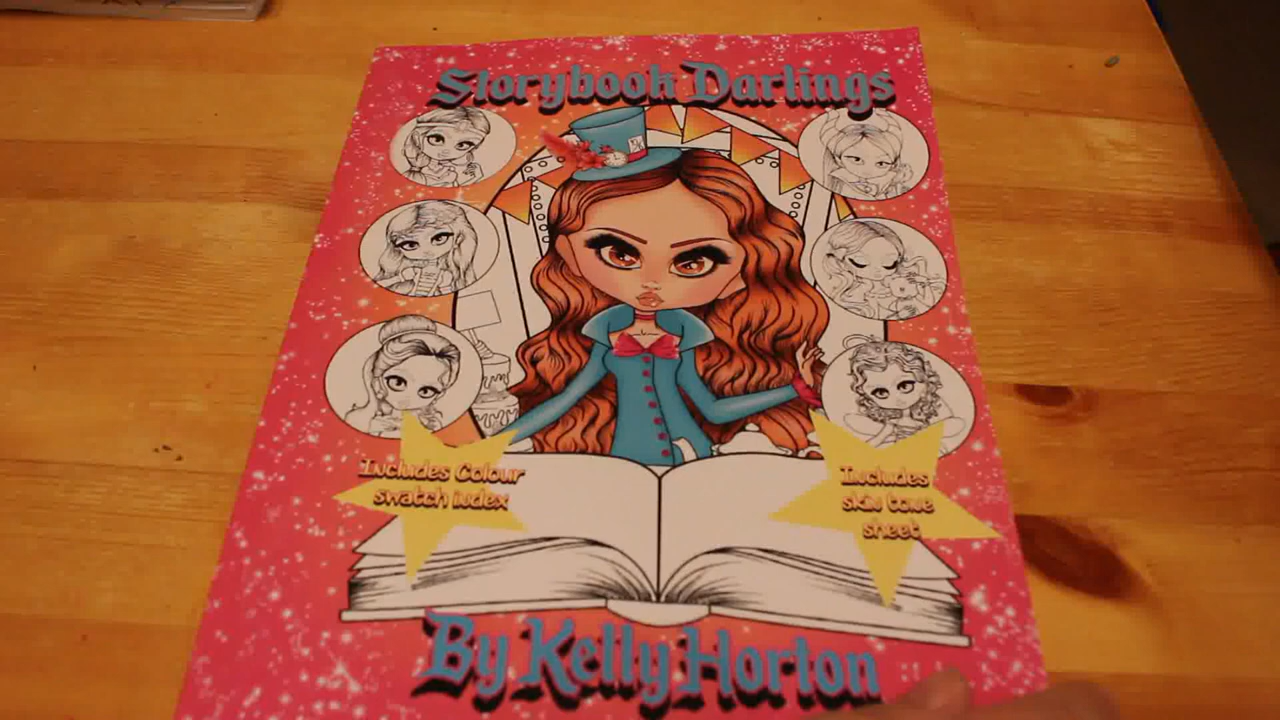 Storybook Darlings
Includes Colour
swatch index
Includes
skin tone
sheet
By Kelly Horton